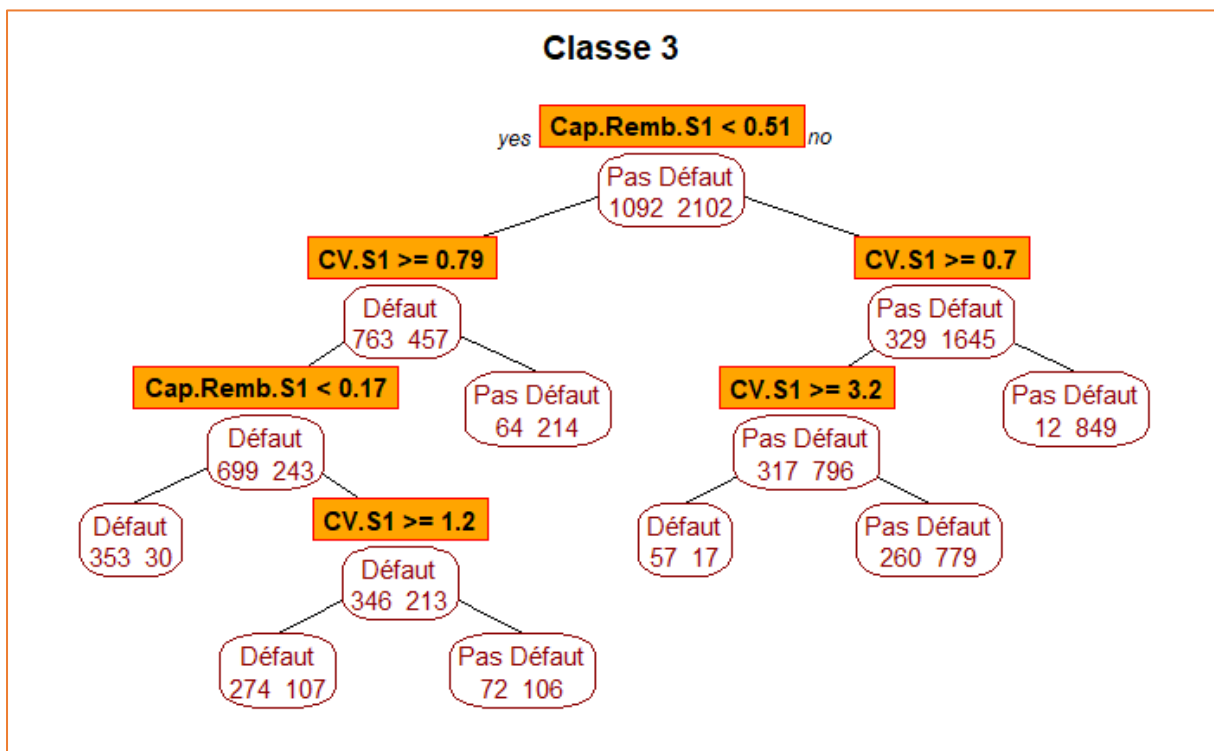 Classe 3
yes Cap.Remb.S1 < 0.51 no
Pas Défaut
1092 2102
CV.S1 >= 0.79
CV.S1 >= 0.7
Défaut
763 457
Pas Défaut
329 1645
Cap.Remb.S1 < 0.17
Pas Défaut
64 214
CV.S1 >= 3.2
Pas Défaut
12 849
Défaut
699 243
Pas Défaut
317 796
Défaut
353 30
CV.S1 >= 1.2
Défaut
57 17
Pas Défaut
260 779
Défaut
346 213
Défaut
274 107
Pas Défaut
72 106